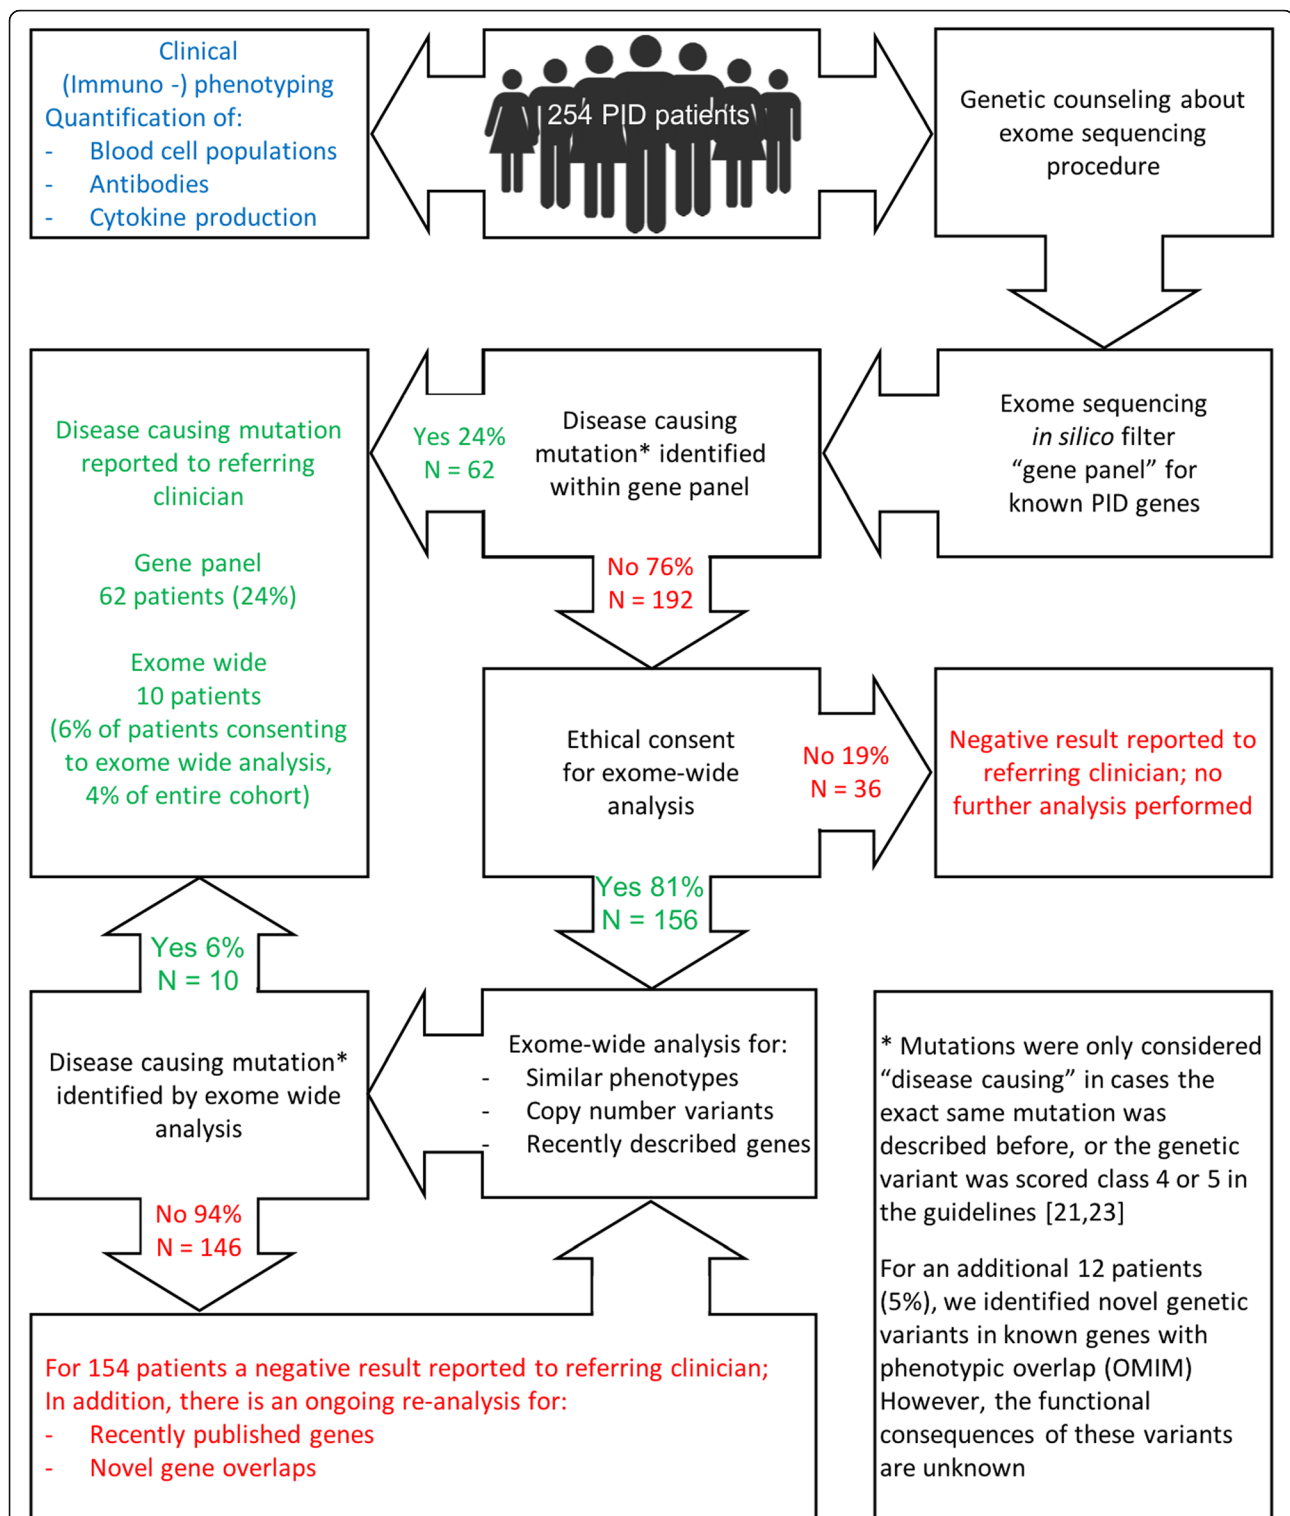 Clinical
(Immuno -) phenotyping
Quantification of:
- Blood cell populations
- Antibodies
- Cytokine production
254 PID patients
Genetic counseling about
exome sequencing
procedure
Exome sequencing
in silico filter
“gene panel” for
known PID genes
Disease causing
mutation* identified
within gene panel
Yes 24%
N = 62
Disease causing mutation
reported to referring
clinician
Gene panel
62 patients (24%)
Exome wide
10 patients
(6% of patients consenting
to exome wide analysis,
4% of entire cohort)
No 76%
N = 192
Ethical consent
for exome-wide
analysis
No 19%
N = 36
Negative result reported to
referring clinician; no
further analysis performed
Yes 81%
N = 156
Exome-wide analysis for:
- Similar phenotypes
- Copy number variants
- Recently described genes
Disease causing mutation*
identified by exome wide
analysis
Yes 6%
N = 10
No 94%
N = 146
For 154 patients a negative result reported to referring clinician;
In addition, there is an ongoing re-analysis for:
- Recently published genes
- Novel gene overlaps
* Mutations were only considered
“disease causing” in cases the
exact same mutation was
described before, or the genetic
variant was scored class 4 or 5 in
the guidelines [21,23]
For an additional 12 patients
(5%), we identified novel genetic
variants in known genes with
phenotypic overlap (OMIM)
However, the functional
consequences of these variants
are unknown